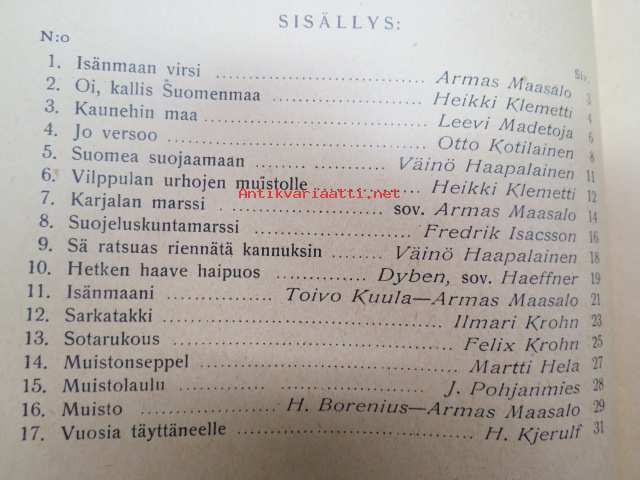 SISÄLLYS:
N:o Siv.
1. Isänmaan virsi ........ Armas Maasalo 3
2. Oi, kallis Suomenmaa ........ Heikki Klemetti 4
3. Kaunehin maa ........ Leevi Madetoja 6
4. Jo versoo ........ Otto Kotilainen 8
5. Suomea suojaamaan ........ Väinö Haapalainen 11
6. Vilppulan urhojen muistolle ........ Heikki Klemetti 12
Antikvariaatti.net
7. Karjalan marssi ........ sov. Armas Maasalo 14
8. Suojeluskuntamarssi ........ Fredrik Isacsson 16
9. Sä ratsuas riennätä kannuksin ........ Väinö Haapalainen 18
10. Hetken haave haipuos ........ Dyben, sov. Haeffner 19
11. Isänmaani ........ Toivo Kuula—Armas Maasalo 21
12. Sarkatakki ........ Ilmari Krohn 23
13. Sotarukous ........ Felix Krohn 25
14. Muistonseppel ........ Martti Hela 27
15. Muistolaulu ........ J. Pohjanmies 28
16. Muisto ........ H. Borenius—Armas Maasalo 29
17. Vuosia täyttäneelle ........ H. Kjerulf 31